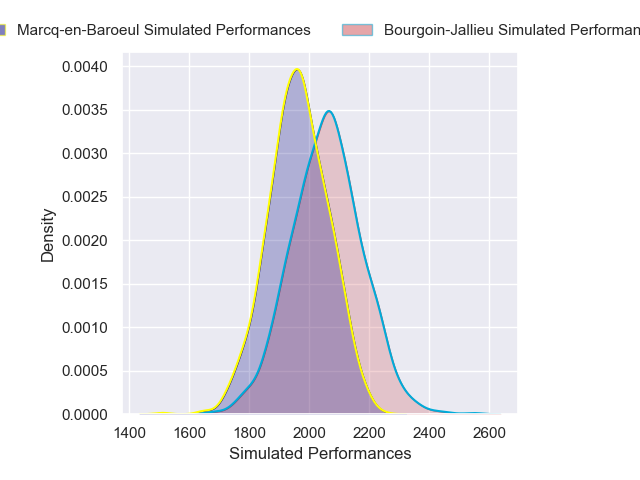 Marcq-en-Baroeul Simulated Performances Bourgoin-Jallieu Simulated Performan
0.0040
0.0035
0.0030
0.0025
0.0020
0.0015
0.0010
0.0005
0.0000
Density
1400 1600 1800 2000 2200 2400 2600
Simulated Performances